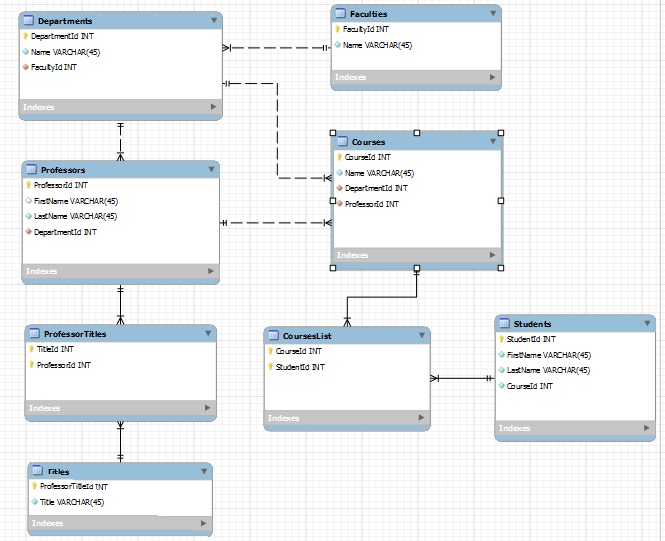 Departments
DepartmentId INT
Name VARCHAR(45)
FacultyId INT
Indexes
Faculties
FacultyId INT
Name VARCHAR(45)
Indexes
Professors
ProfessorId INT
FirstName VARCHAR(45)
LastName VARCHAR(45)
DepartmentId INT
Indexes
Courses
CourseId INT
Name VARCHAR(45)
DepartmentId INT
ProfessorId INT
Indexes
ProfessorTitles
TitleId INT
ProfessorId INT
Indexes
CoursesList
CourseId INT
StudentId INT
Indexes
Students
StudentId INT
FirstName VARCHAR(45)
LastName VARCHAR(45)
CourseId INT
Indexes
Titles
ProfessorTitleId INT
Title VARCHAR(45)
Indexes